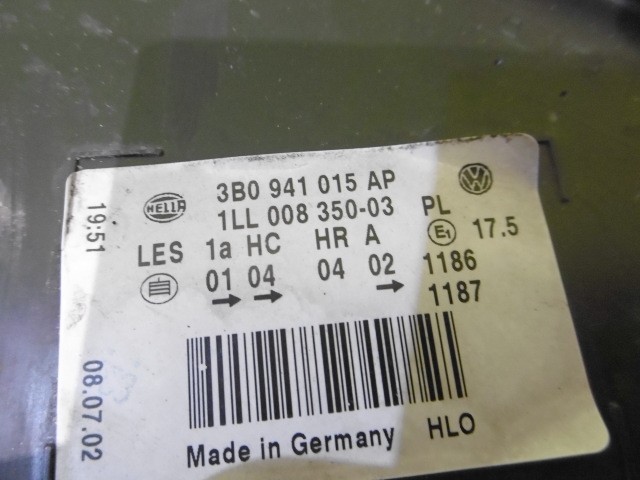 HELLA
3B0 941 015 AP
VW
1LL 008 350-03 PL
LES 1a HC HR A E1 17.5
01 04 04 02 1186
1187
Made in Germany HLO
19:51
08.07.02